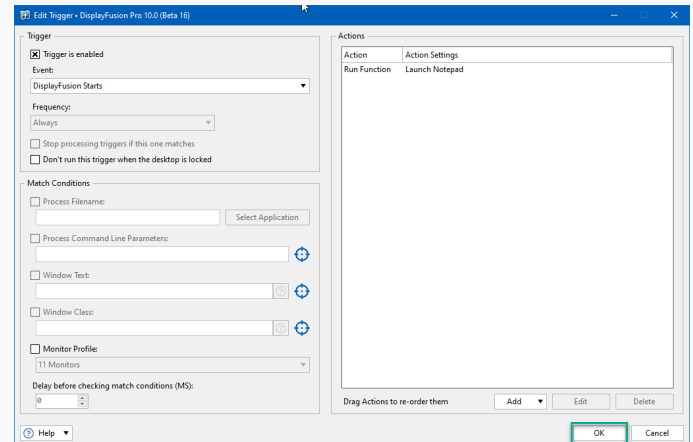 Edit Trigger • DisplayFusion Pro 10.0 (Beta 16)
Trigger
Trigger is enabled
Event:
DisplayFusion Starts
Frequency:
Always
Stop processing triggers if this one matches
Don't run this trigger when the desktop is locked
Match Conditions
Process Filename:
Select Application
Process Command Line Parameters:
Window Text:
Window Class:
Monitor Profile:
11 Monitors
Delay before checking match conditions (MS):
0
Help
Actions
Action Action Settings
Run Function Launch Notepad
Drag Actions to re-order them Add Edit Delete
OK Cancel